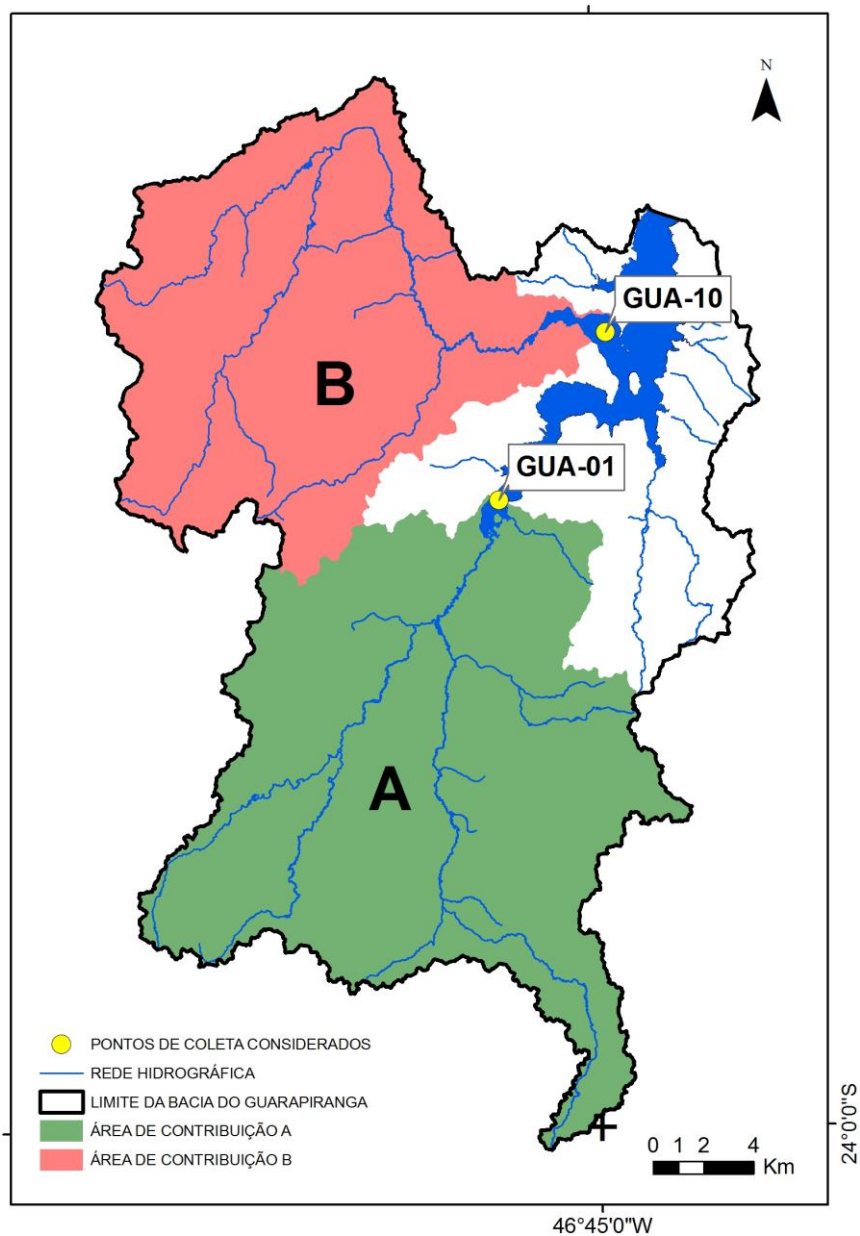 N
GUA-10
B
GUA-01
A
PONTOS DE COLETA CONSIDERADOS
REDE HIDROGRÁFICA
LIMITE DA BACIA DO GUARAPIRANGA
ÁREA DE CONTRIBUIÇÃO A
ÁREA DE CONTRIBUIÇÃO B
0 1 2 4
Km
24°0'0"S
46°45'0"W